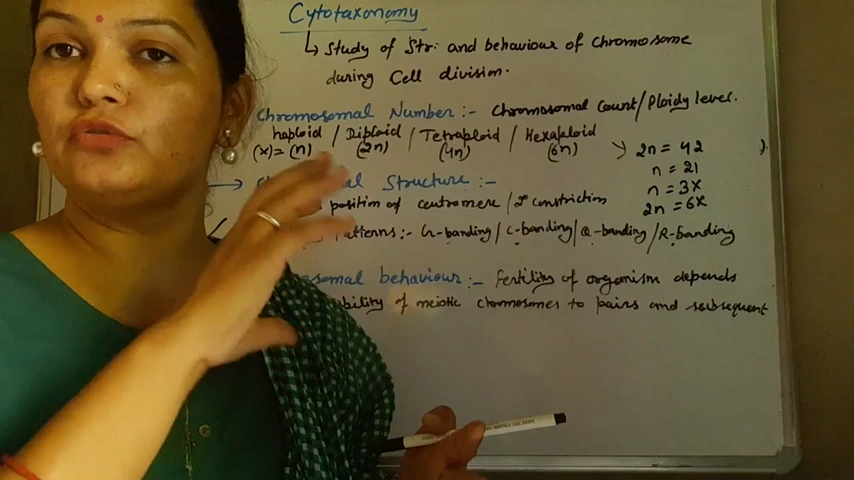 Cytotaxonomy
↳ Study of Str: and behaviour of chromosome
during Cell division.
Chromosomal Number :- Chromosomal Count/Ploidy level.
haploid / Diploid / Tetraploid / Hexaploid
(x)= (n) (2n) (4n) (6n)
2n = 42
n = 21
n = 3x
2n = 6x
Structure :-
position of centromere / 2° constriction
Patterns:- G-banding/ C-banding/ Q-banding/ R-banding
behaviour :- fertility of organism depends
ability of meiotic chromosomes to pairs and subsequent